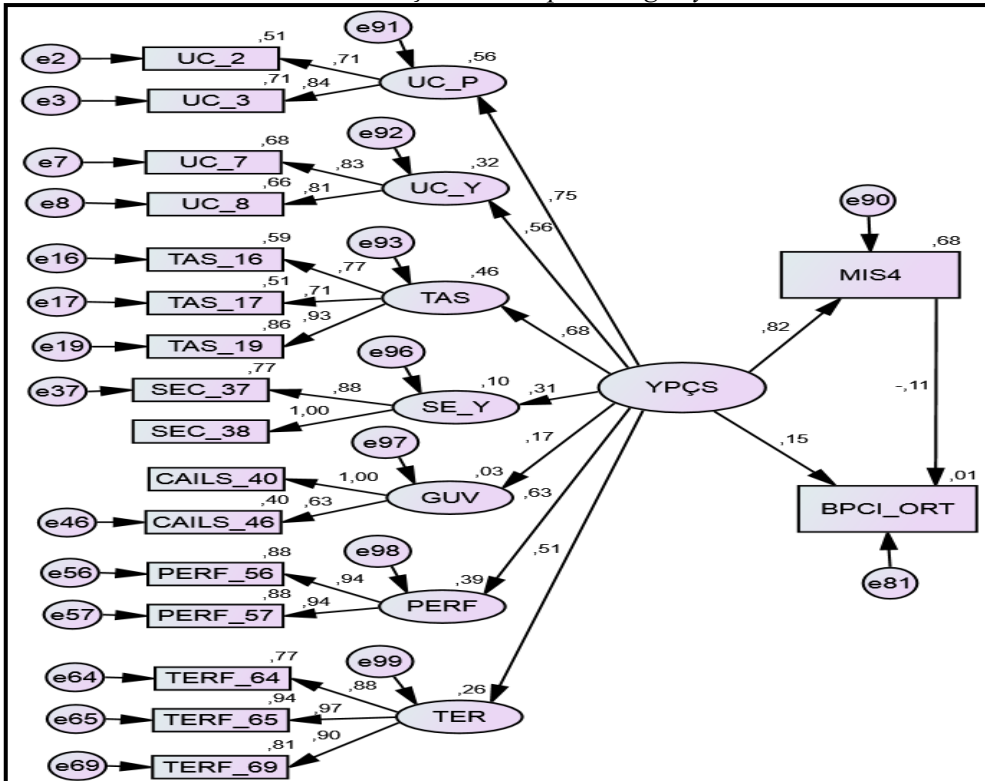 e91
,51
,56
e2
UC_2
,71
UC_P
,71
,84
e3
UC_3
e92
,68
,32
e7
UC_7
,83
UC_Y
,66
,81
e8
UC_8
,75
,56
e90
,59
e93
,46
,68
e16
TAS_16
,77
MIS4
,51
,71
e17
TAS_17
TAS
,86
,93
,68
,82
e19
TAS_19
e96
,77
,10
,31
YPÇS
e37
SEC_37
,88
SE_Y
-,11
1,00
SEC_38
e97
,17
,15
,03
CAILS_40
1,00
GUV
,63
,01
,40
,63
BPCI_ORT
e46
CAILS_46
e98
,51
,88
,39
e56
PERF_56
,94
e81
,88
,94
PERF
e57
PERF_57
,77
e99
e64
TERF_64
,26
,88
,94
,97
TER
e65
TERF_65
,81
,90
e69
TERF_69